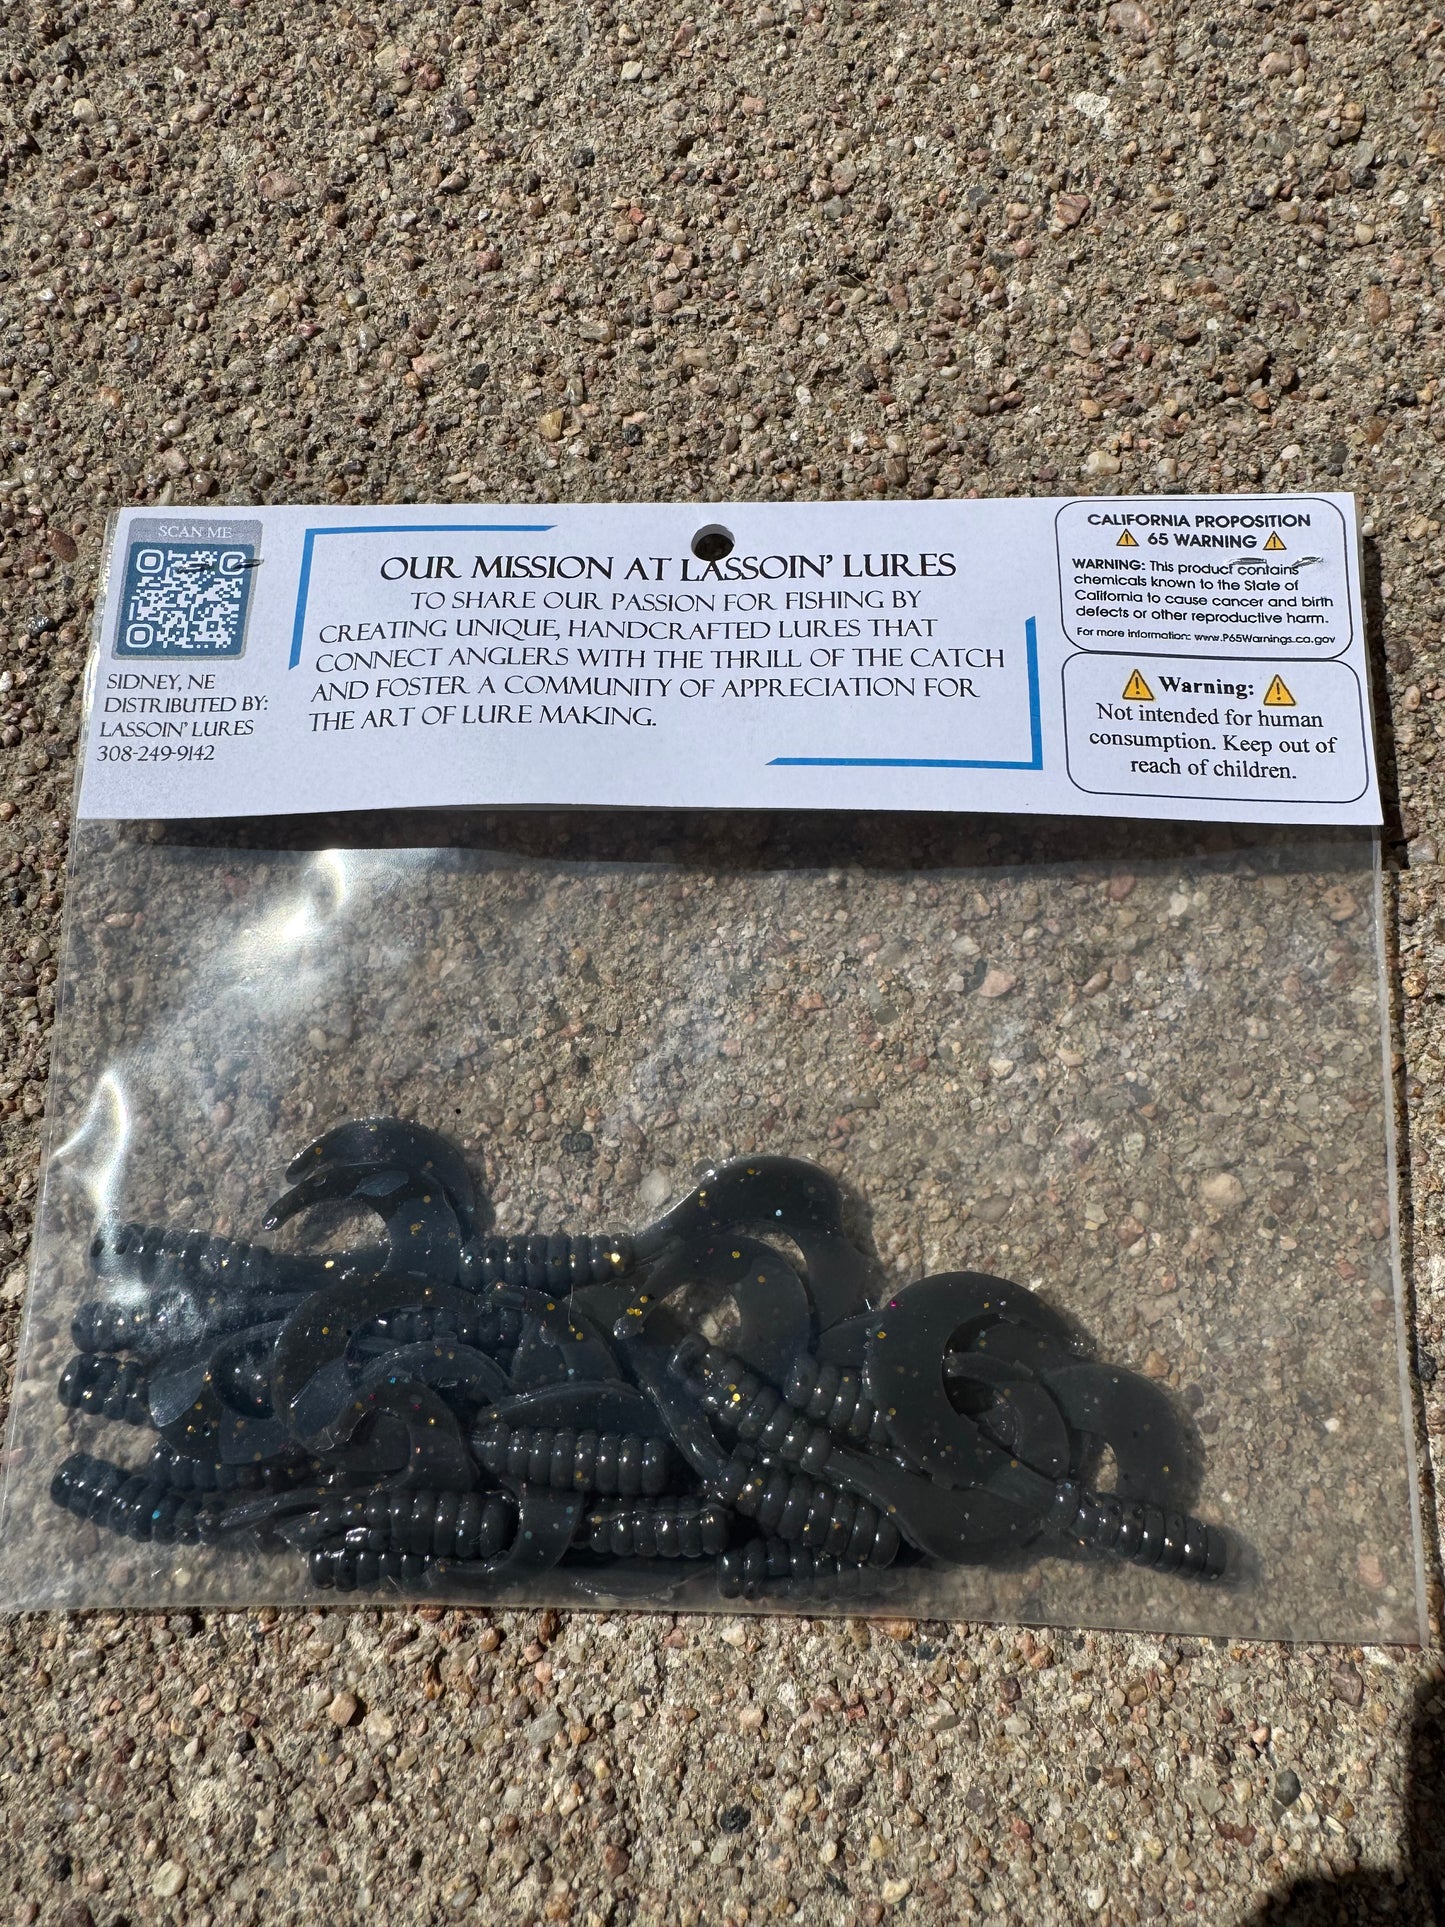 SCAN ME
SIDNEY, NE
DISTRIBUTED BY:
LASSOIN' LURES
308-249-9142
OUR MISSION AT LASSOIN' LURES
TO SHARE OUR PASSION FOR FISHING BY
CREATING UNIQUE, HANDCRAFTED LURES THAT
CONNECT ANGLERS WITH THE THRILL OF THE CATCH
AND FOSTER A COMMUNITY OF APPRECIATION FOR
THE ART OF LURE MAKING.
CALIFORNIA PROPOSITION
65 WARNING
WARNING: This product contains
chemicals known to the State of
California to cause cancer and birth
defects or other reproductive harm.
For more information: www.P65Warnings.ca.gov
Warning:
Not intended for human
consumption. Keep out of
reach of children.